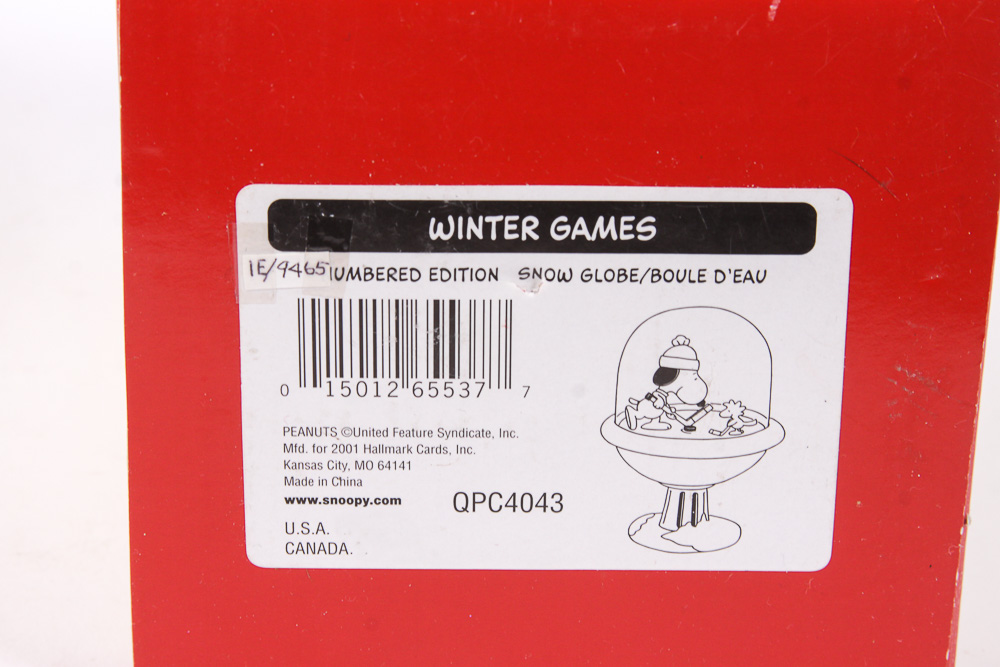 WINTER GAMES
1E/9465 UMBERED EDITION SNOW GLOBE/BOULE D'EAU
0 15012 65537 7
PEANUTS ©United Feature Syndicate, Inc.
Mfd. for 2001 Hallmark Cards, Inc.
Kansas City, MO 64141
Made in China
www.snoopy.com
QPC4043
U.S.A.
CANADA.